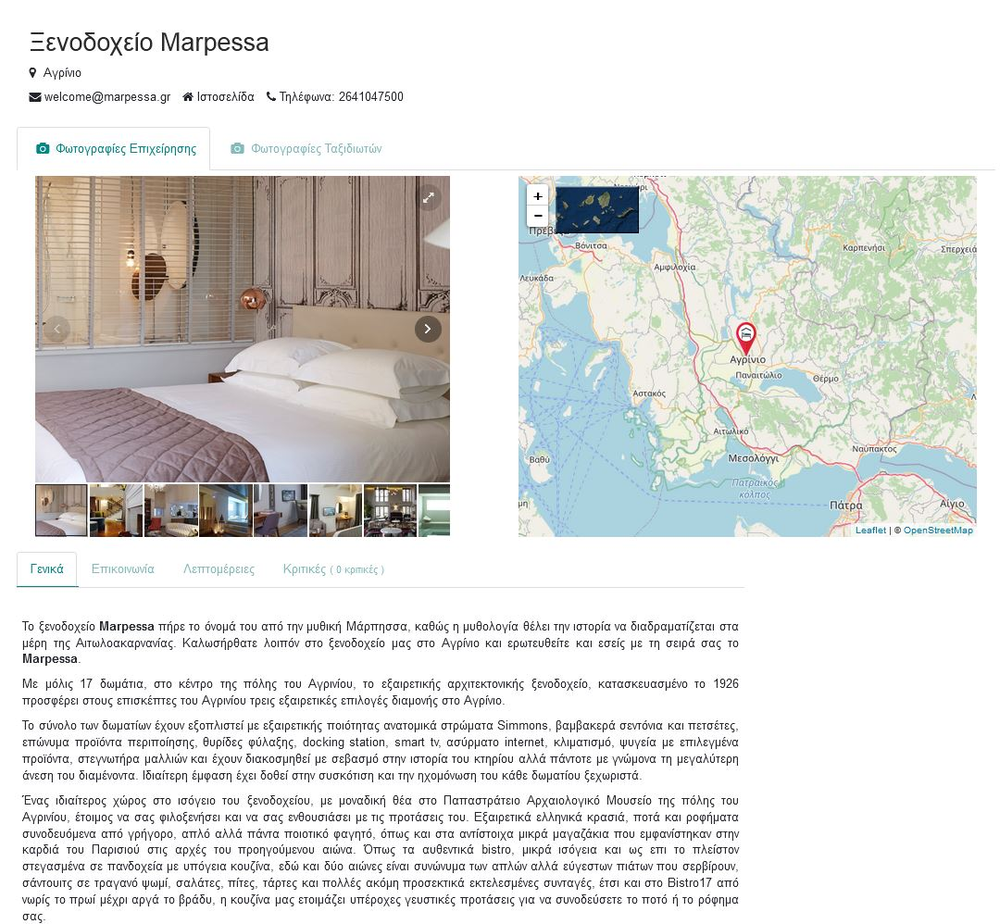 Ξενοδοχείο Marpessa
Αγρίνιο
welcome@marpessa.gr Ιστοσελίδα Τηλέφωνα: 2641047500
Φωτογραφίες Επιχείρησης Φωτογραφίες Ταξιδιωτών
+
−
Βόνιτσα
Λευκάδα
Αμφιλοχία
Καρπενήσι
Σπερχειά
Αγρίνιο
Παναιτώλιο
Θέρμο
Αστακός
Αιτωλικό
Μεσολόγγι
Ναύπακτος
Βαθύ
Πατραϊκός
κόλπος
Πάτρα
Αίγιο
Leaflet | © OpenStreetMap
Γενικά Επικοινωνία Λεπτομέρειες Κριτικές ( 0 κριτικές )
Το ξενοδοχείο Marpessa πήρε το όνομά του από την μυθική Μάρπησσα, καθώς η μυθολογία θέλει την ιστορία να διαδραματίζεται στα
μέρη της Αιτωλοακαρνανίας. Καλωσήρθατε λοιπόν στο ξενοδοχείο μας στο Αγρίνιο και ερωτευθείτε και εσείς με τη σειρά σας το
Marpessa.
Με μόλις 17 δωμάτια, στο κέντρο της πόλης του Αγρινίου, το εξαιρετικής αρχιτεκτονικής ξενοδοχείο, κατασκευασμένο το 1926
προσφέρει στους επισκέπτες του Αγρινίου τρεις εξαιρετικές επιλογές διαμονής στο Αγρίνιο.
Το σύνολο των δωματίων έχουν εξοπλιστεί με εξαιρετικής ποιότητας ανατομικά στρώματα Simmons, βαμβακερά σεντόνια και πετσέτες,
επώνυμα προϊόντα περιποίησης, θυρίδες φύλαξης, docking station, smart tv, ασύρματο internet, κλιματισμό, ψυγεία με επιλεγμένα
προϊόντα, στεγνωτήρα μαλλιών και έχουν διακοσμηθεί με σεβασμό στην ιστορία του κτηρίου αλλά πάντοτε με γνώμονα τη μεγαλύτερη
άνεση του διαμένοντα. Ιδιαίτερη έμφαση έχει δοθεί στην συσκότιση και την ηχομόνωση του κάθε δωματίου ξεχωριστά.
Ένας ιδιαίτερος χώρος στο ισόγειο του ξενοδοχείου, με μοναδική θέα στο Παπαστράτειο Αρχαιολογικό Μουσείο της πόλης του
Αγρινίου, έτοιμος να σας φιλοξενήσει και να σας ενθουσιάσει με τις προτάσεις του. Εξαιρετικά ελληνικά κρασιά, ποτά και ροφήματα
συνοδευόμενα από γρήγορο, απλό αλλά πάντα ποιοτικό φαγητό, όπως και στα αντίστοιχα μικρά μαγαζάκια που εμφανίστηκαν στην
καρδιά του Παρισιού στις αρχές του προηγούμενου αιώνα. Όπως τα αυθεντικά bistro, μικρά ισόγεια και ως επι το πλείστον
στεγασμένα σε πανδοχεία με υπόγεια κουζίνα, εδώ και δύο αιώνες είναι συνώνυμα των απλών αλλά εύγεστων πιάτων που σερβίρουν,
σάντουιτς σε τραγανό ψωμί, σαλάτες, πίτες, τάρτες και πολλές ακόμη προσεκτικά εκτελεσμένες συνταγές, έτσι και στο Bistro17 από
νωρίς το πρωί μέχρι αργά το βράδυ, η κουζίνα μας ετοιμάζει υπέροχες γευστικές προτάσεις για να συνοδεύσετε το ποτό ή το ρόφημα
σας.